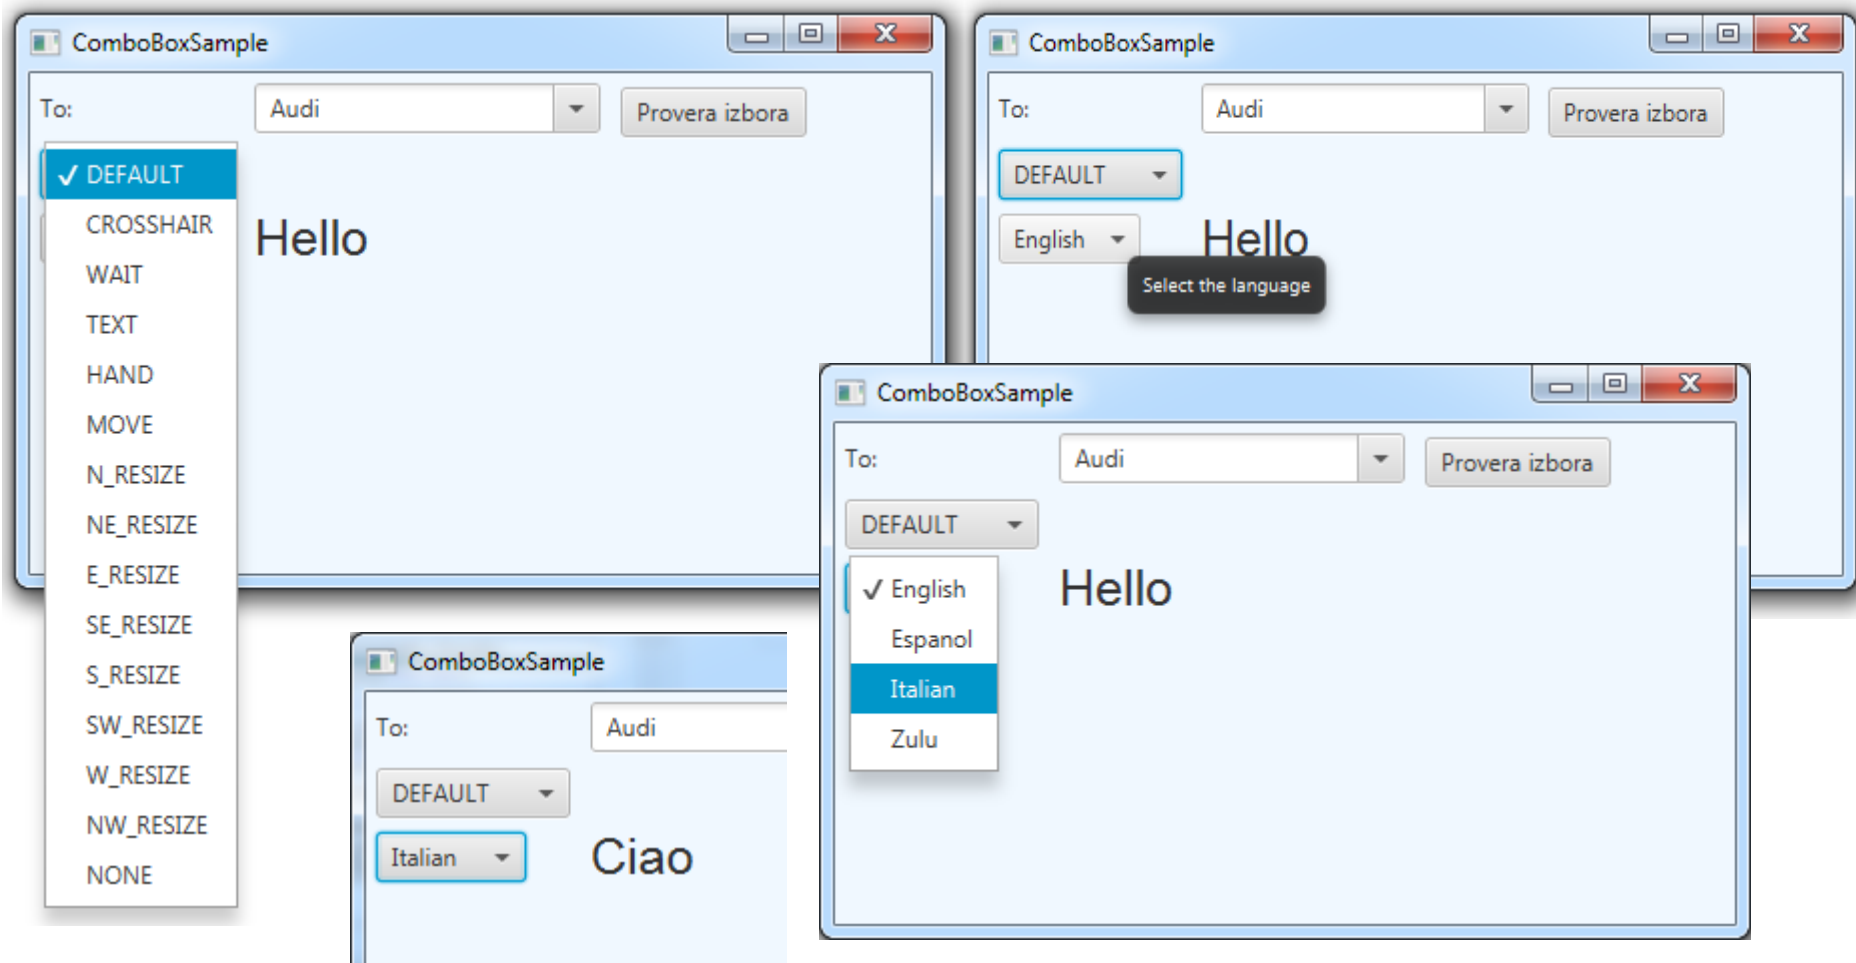 ComboBoxSample
To:
Audi
Provera izbora
DEFAULT
CROSSHAIR
WAIT
TEXT
HAND
MOVE
N_RESIZE
NE_RESIZE
E_RESIZE
SE_RESIZE
S_RESIZE
SW_RESIZE
W_RESIZE
NW_RESIZE
NONE
Hello
ComboBoxSample
To:
Audi
Provera izbora
DEFAULT
English
Hello
Select the language
ComboBoxSample
To:
Audi
Provera izbora
DEFAULT
English
Espanol
Italian
Zulu
Hello
ComboBoxSample
To:
Audi
DEFAULT
Italian
Ciao